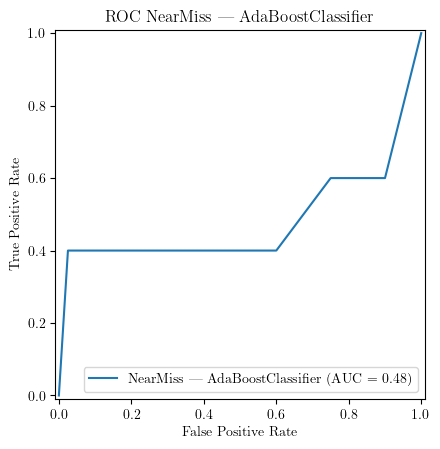 ROC NearMiss — AdaBoostClassifier
1.0
0.8
0.6
0.4
0.2
0.0
True Positive Rate
NearMiss — AdaBoostClassifier (AUC = 0.48)
0.0 0.2 0.4 0.6 0.8 1.0
False Positive Rate